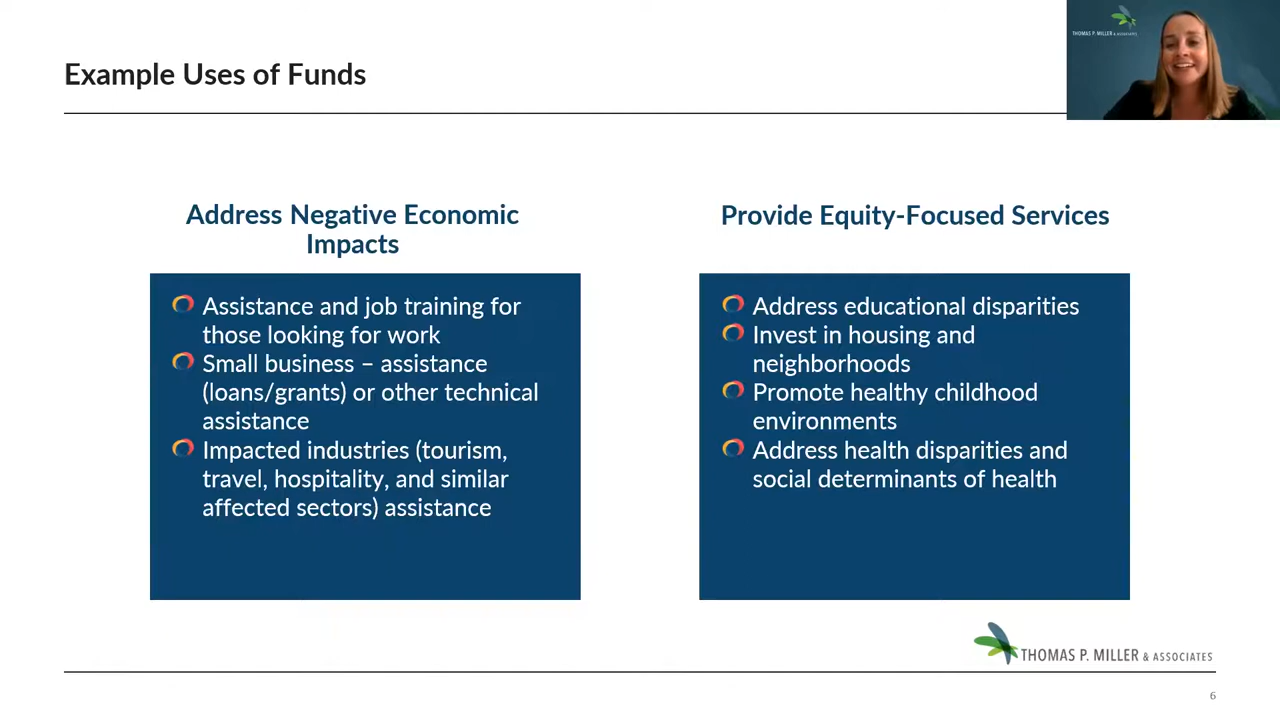 Example Uses of Funds
THOMAS P. MILLER & ASSOCIATES
Address Negative Economic
Impacts
Assistance and job training for
those looking for work
Small business – assistance
(loans/grants) or other technical
assistance
Impacted industries (tourism,
travel, hospitality, and similar
affected sectors) assistance
Provide Equity-Focused Services
Address educational disparities
Invest in housing and
neighborhoods
Promote healthy childhood
environments
Address health disparities and
social determinants of health
THOMAS P. MILLER & ASSOCIATES
6